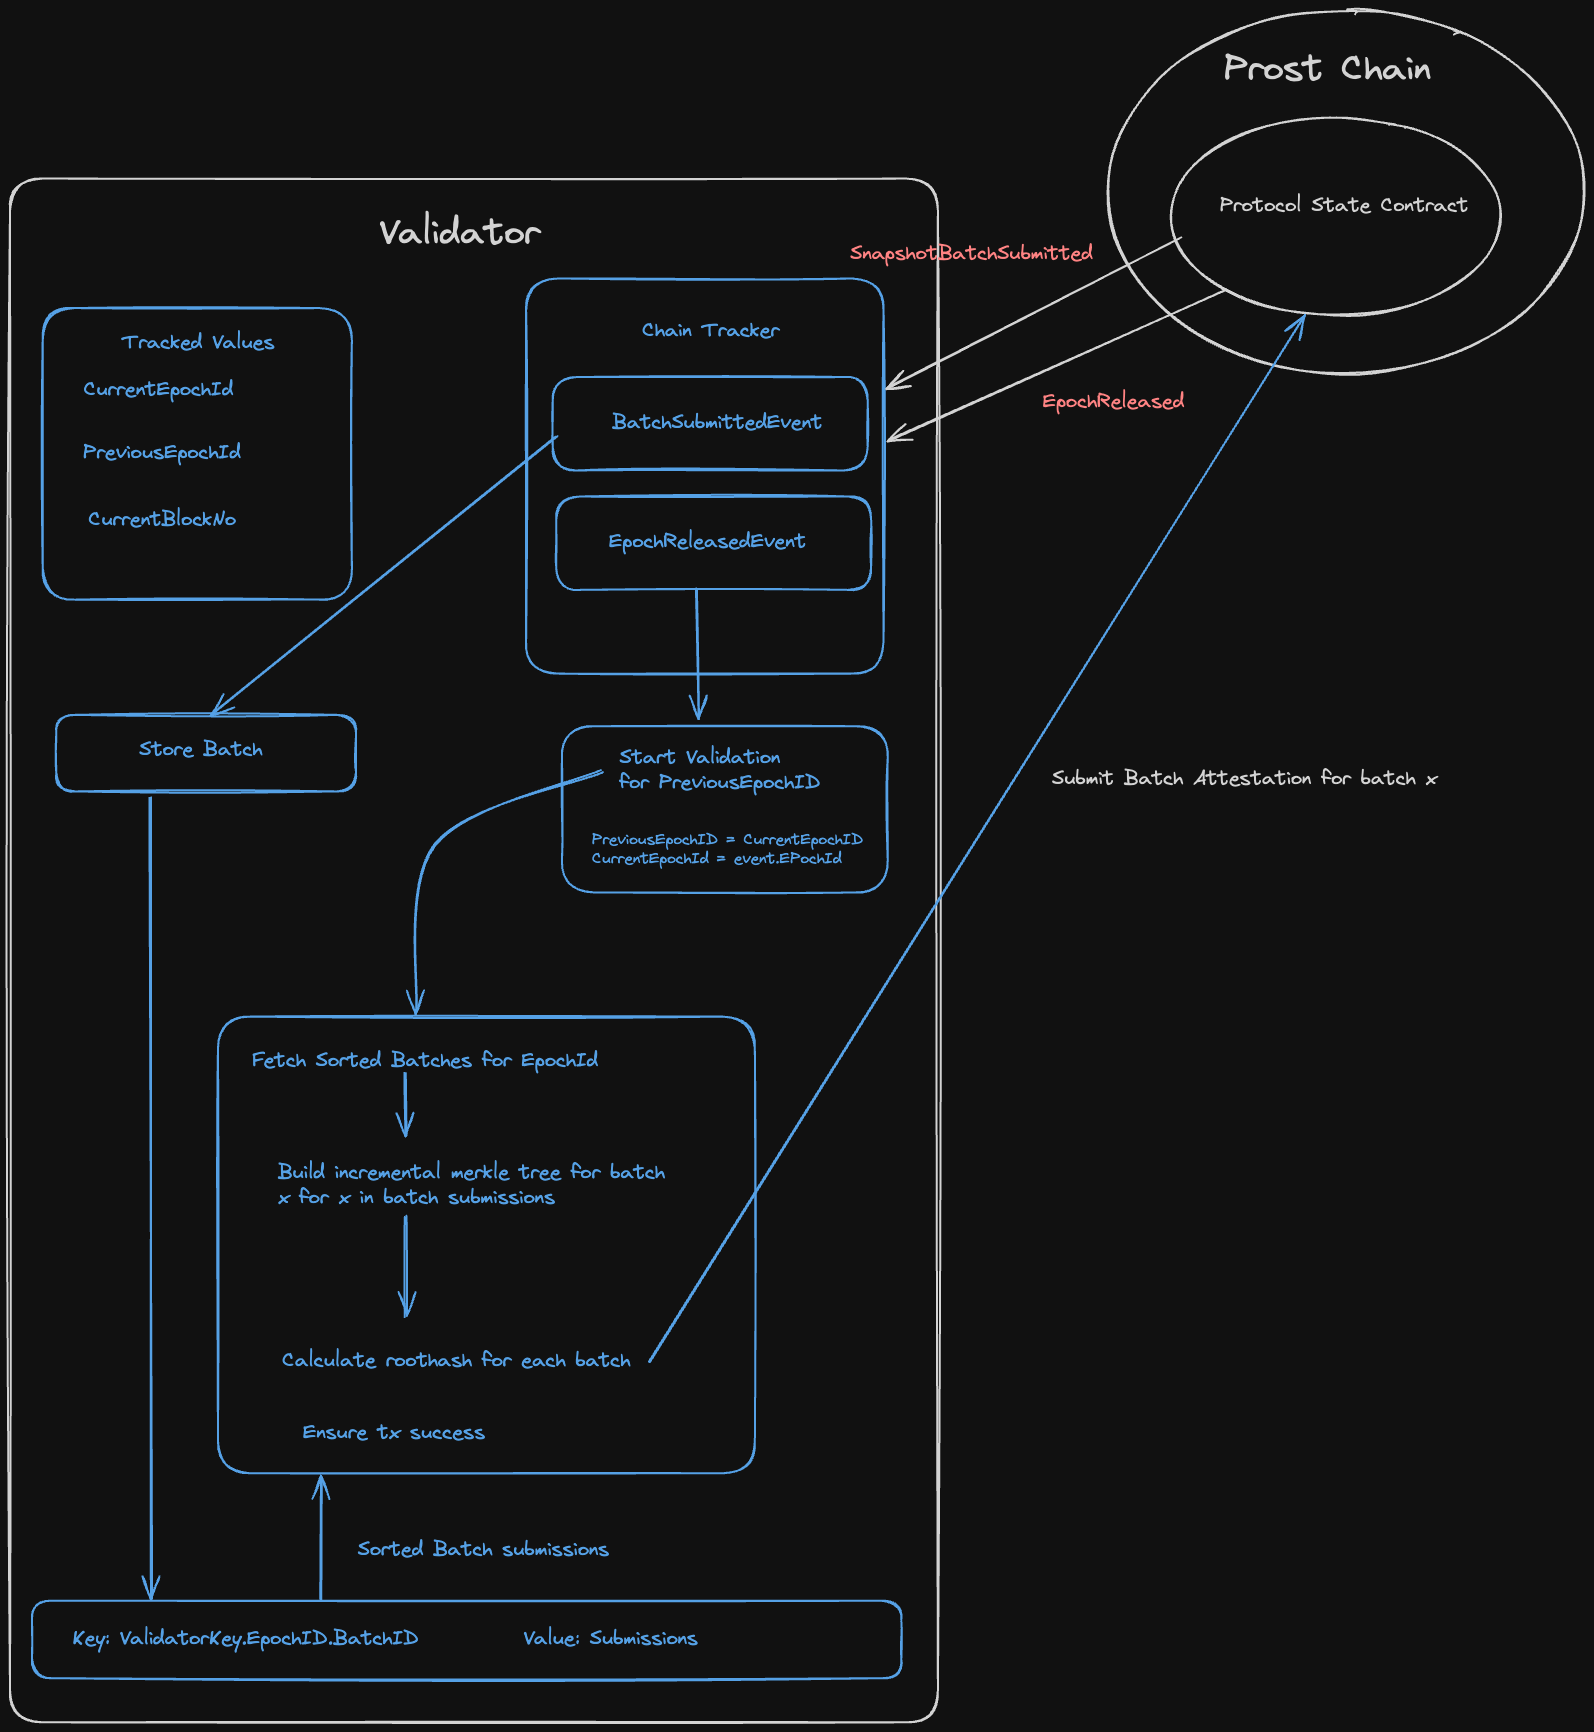 Prost Chain
Protocol State Contract
Validator
SnapshotBatchSubmitted
EpochReleased
Tracked Values
CurrentEpochId
PreviousEpochId
CurrentBlockNo
Chain Tracker
BatchSubmittedEvent
EpochReleasedEvent
Store Batch
Start Validation
for PreviousEpochID
PreviousEpochID = CurrentEpochID
CurrentEpochId = event.EPochId
Submit Batch Attestation for batch x
Fetch Sorted Batches for EpochId
Build incremental merkle tree for batch
x for x in batch submissions
Calculate roothash for each batch
Ensure tx success
Sorted Batch submissions
Key: ValidatorKey.EpochID.BatchID
Value: Submissions